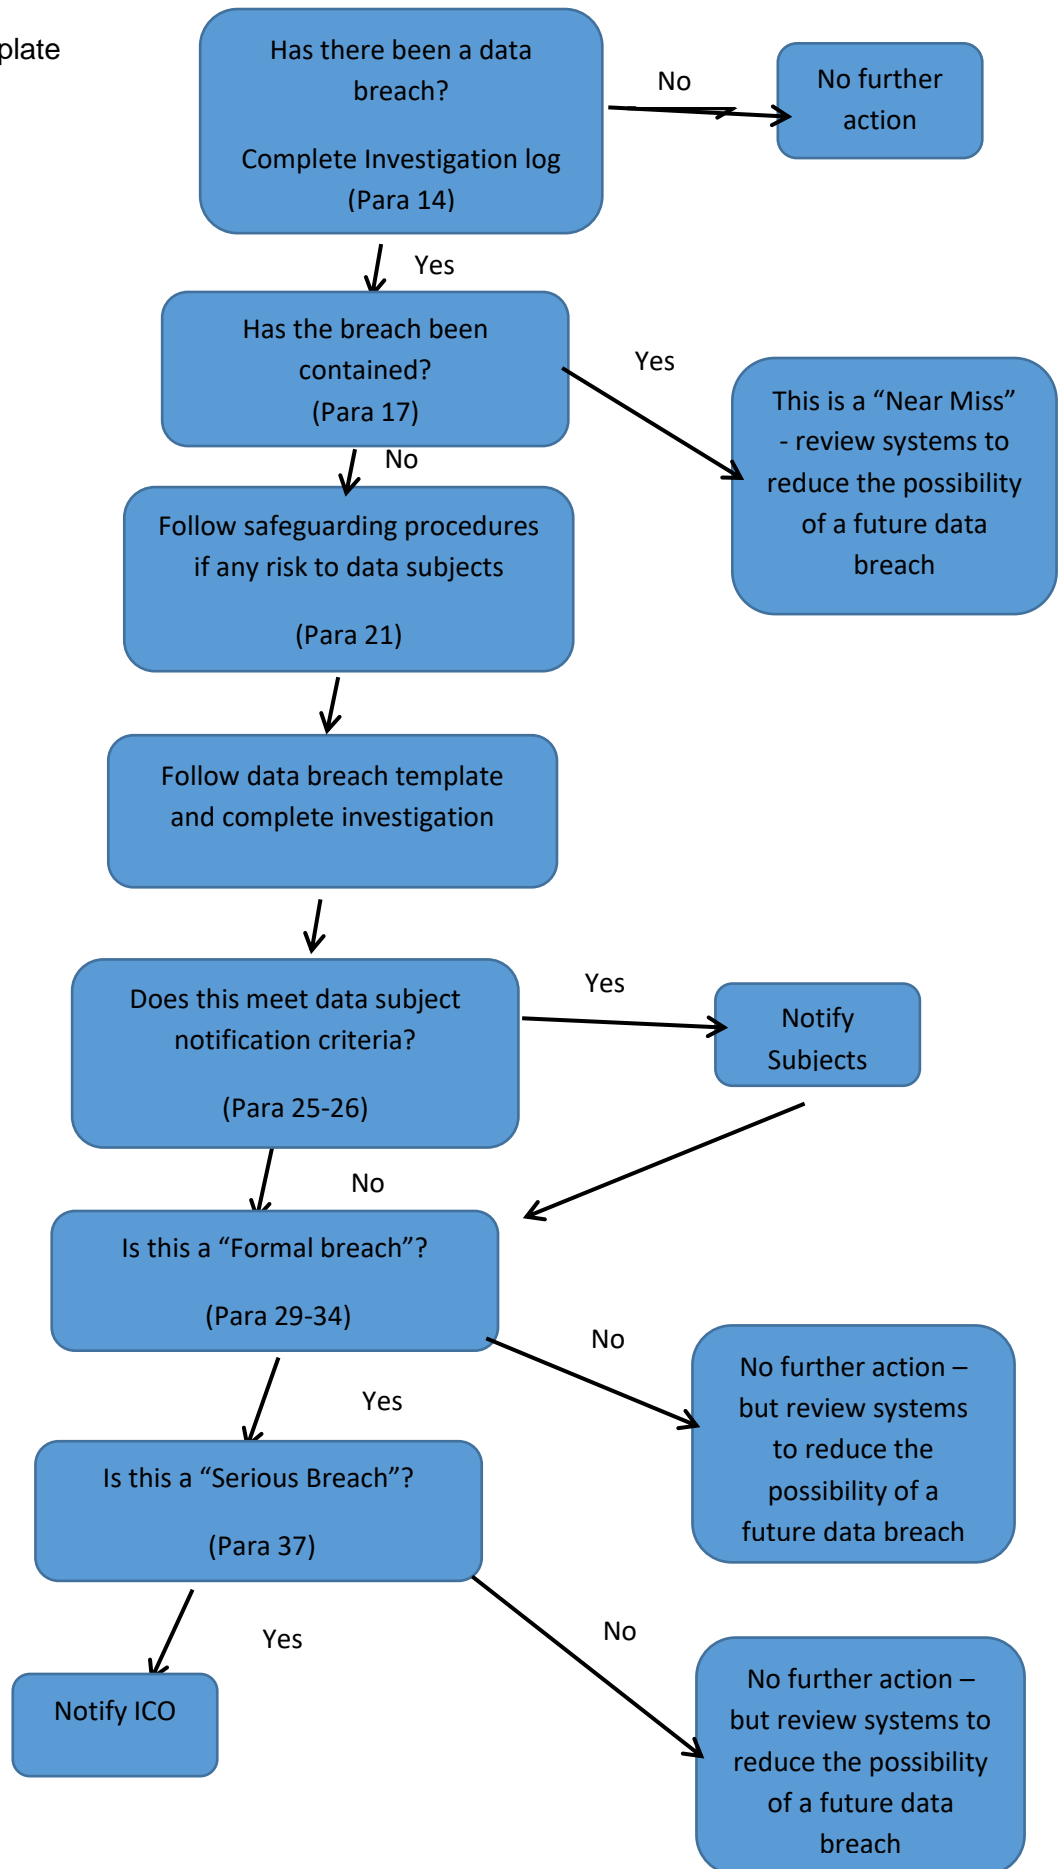 plate
Has there been a data
breach?
Complete Investigation log
(Para 14)
No
No further
action
Yes
Has the breach been
contained?
(Para 17)
Yes
This is a “Near Miss”
- review systems to
reduce the possibility
of a future data
breach
No
Follow safeguarding procedures
if any risk to data subjects
(Para 21)
Follow data breach template
and complete investigation
Does this meet data subject
notification criteria?
(Para 25-26)
Yes
Notify
Subjects
No
Is this a “Formal breach”?
(Para 29-34)
No
No further action –
but review systems
to reduce the
possibility of a
future data breach
Yes
Is this a “Serious Breach”?
(Para 37)
Yes
No
Notify ICO
No further action –
but review systems to
reduce the possibility
of a future data
breach